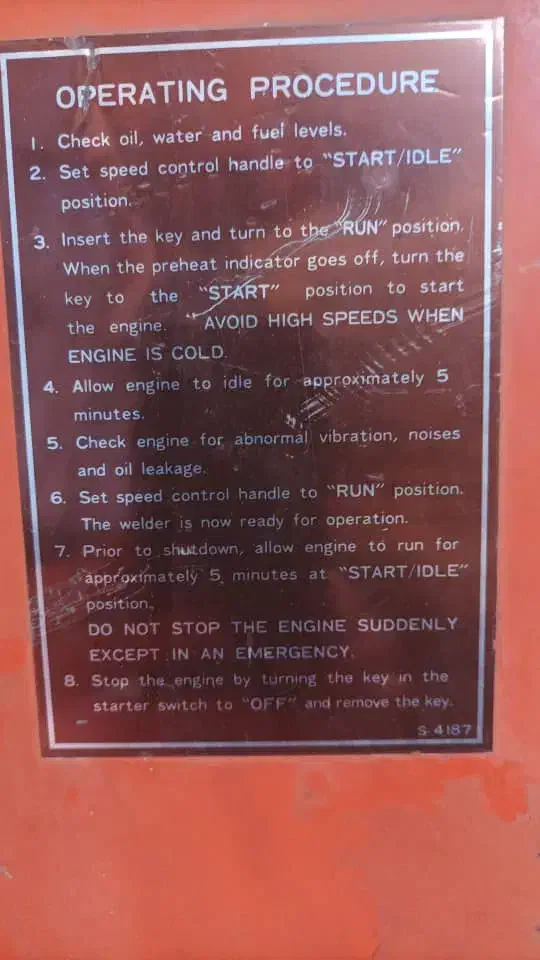 OPERATING PROCEDURE
1. Check oil, water and fuel levels.
2. Set speed control handle to "START/IDLE"
position.
3. Insert the key and turn to the "RUN" position.
When the preheat indicator goes off, turn the
key to the "START" position to start
the engine. AVOID HIGH SPEEDS WHEN
ENGINE IS COLD.
4. Allow engine to idle for approximately 5
minutes.
5. Check engine for abnormal vibration, noises
and oil leakage.
6. Set speed control handle to "RUN" position.
The welder is now ready for operation.
7. Prior to shutdown, allow engine to run for
approximately 5 minutes at "START/IDLE"
position.
DO NOT STOP THE ENGINE SUDDENLY
EXCEPT IN AN EMERGENCY.
8. Stop the engine by turning the key in the
starter switch to "OFF" and remove the key.
S-4187